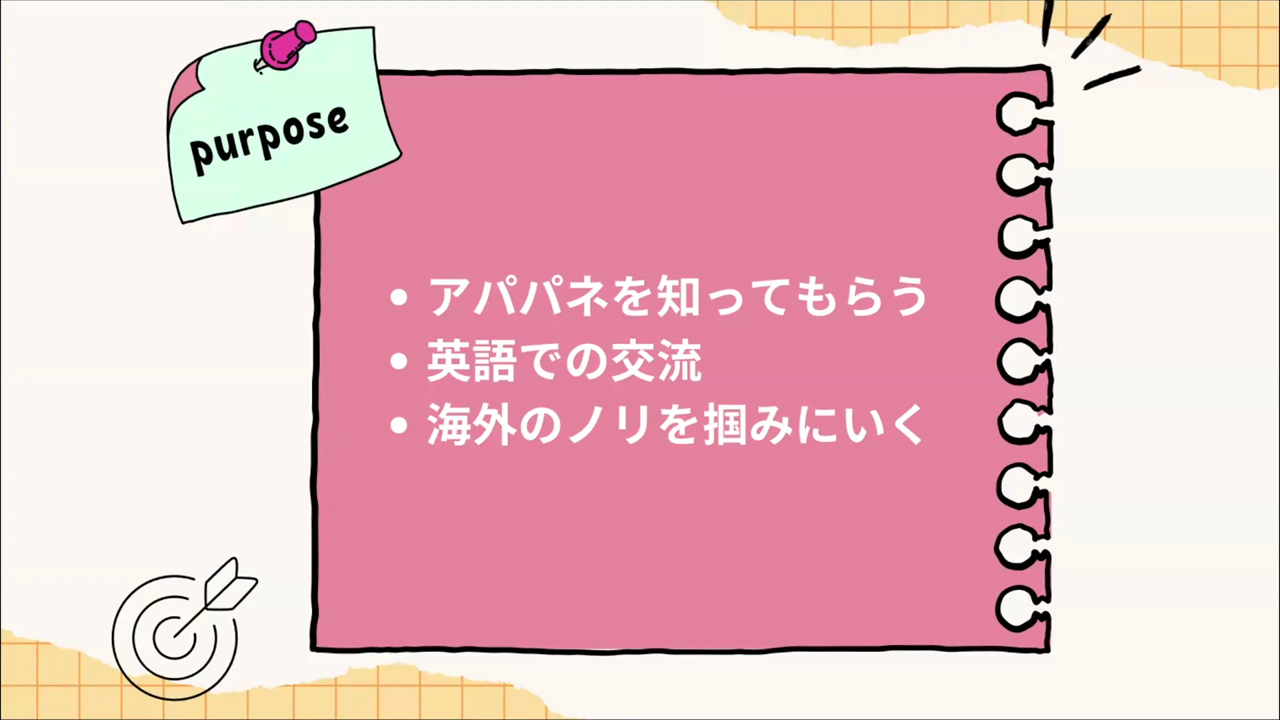 purpose
• アパパネを知ってもらう
• 英語での交流
• 海外のノリを掴みにいく